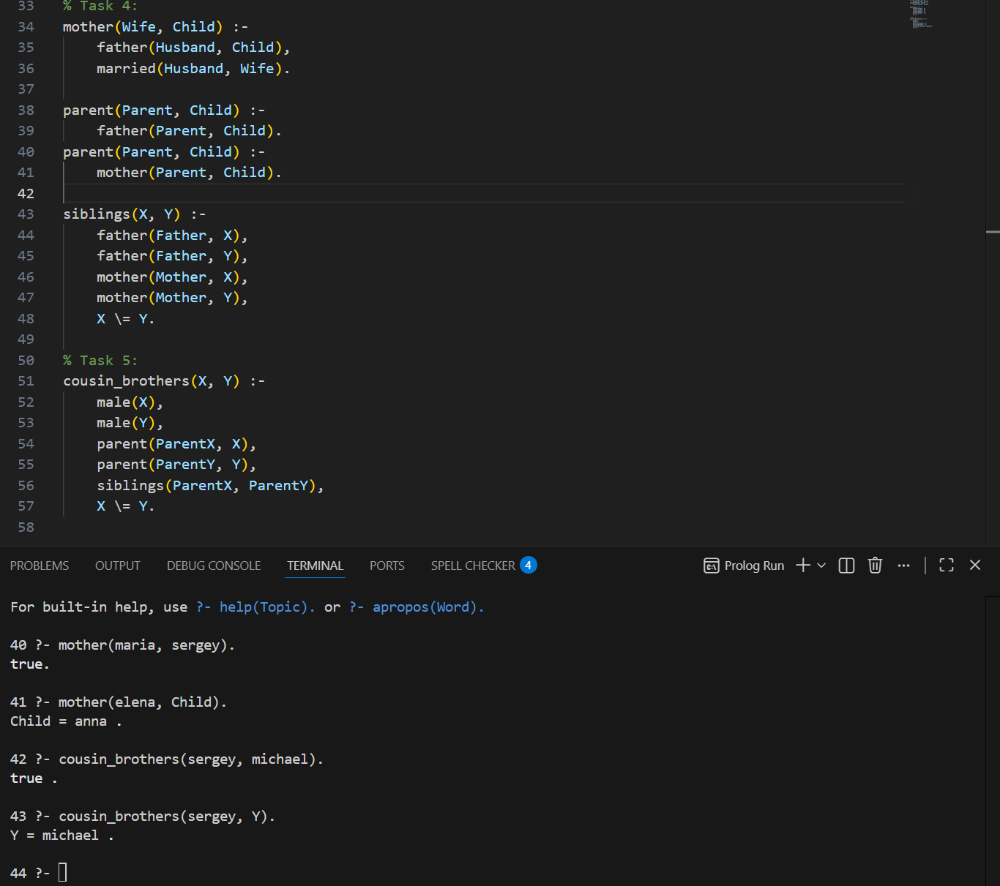 33 % Task 4:
34 mother(Wife, Child) :-
35 father(Husband, Child),
36 married(Husband, Wife).
37
38 parent(Parent, Child) :-
39 father(Parent, Child).
40 parent(Parent, Child) :-
41 mother(Parent, Child).
42
43 siblings(X, Y) :-
44 father(Father, X),
45 father(Father, Y),
46 mother(Mother, X),
47 mother(Mother, Y),
48 X \= Y.
49
50 % Task 5:
51 cousin_brothers(X, Y) :-
52 male(X),
53 male(Y),
54 parent(ParentX, X),
55 parent(ParentY, Y),
56 siblings(ParentX, ParentY),
57 X \= Y.
58
PROBLEMS OUTPUT DEBUG CONSOLE TERMINAL PORTS SPELL CHECKER 4 Prolog Run
For built-in help, use ?- help(Topic). or ?- apropos(Word).
40 ?- mother(maria, sergey).
true.
41 ?- mother(elena, Child).
Child = anna .
42 ?- cousin_brothers(sergey, michael).
true .
43 ?- cousin_brothers(sergey, Y).
Y = michael .
44 ?-